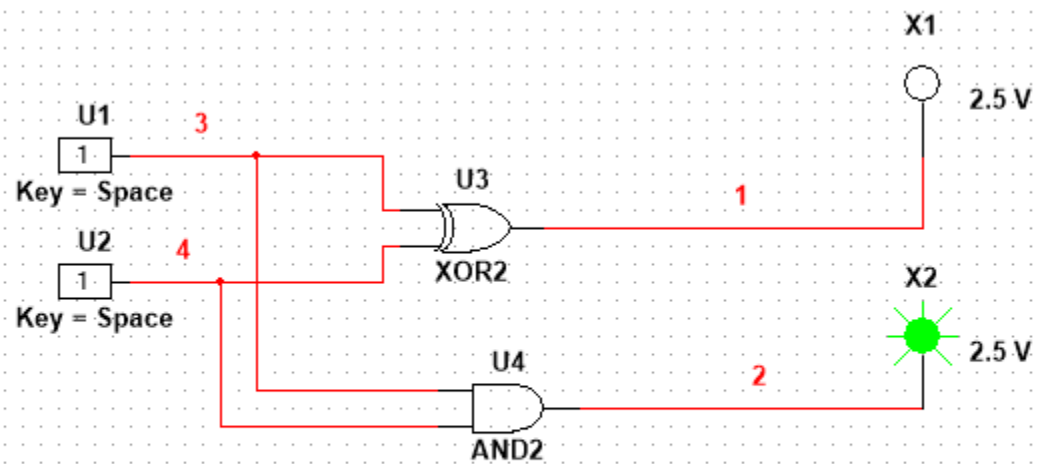 X1
2.5 V
U1
3
1
Key = Space
U3
1
U2
4
1
XOR2
Key = Space
X2
2.5 V
U4
2
AND2